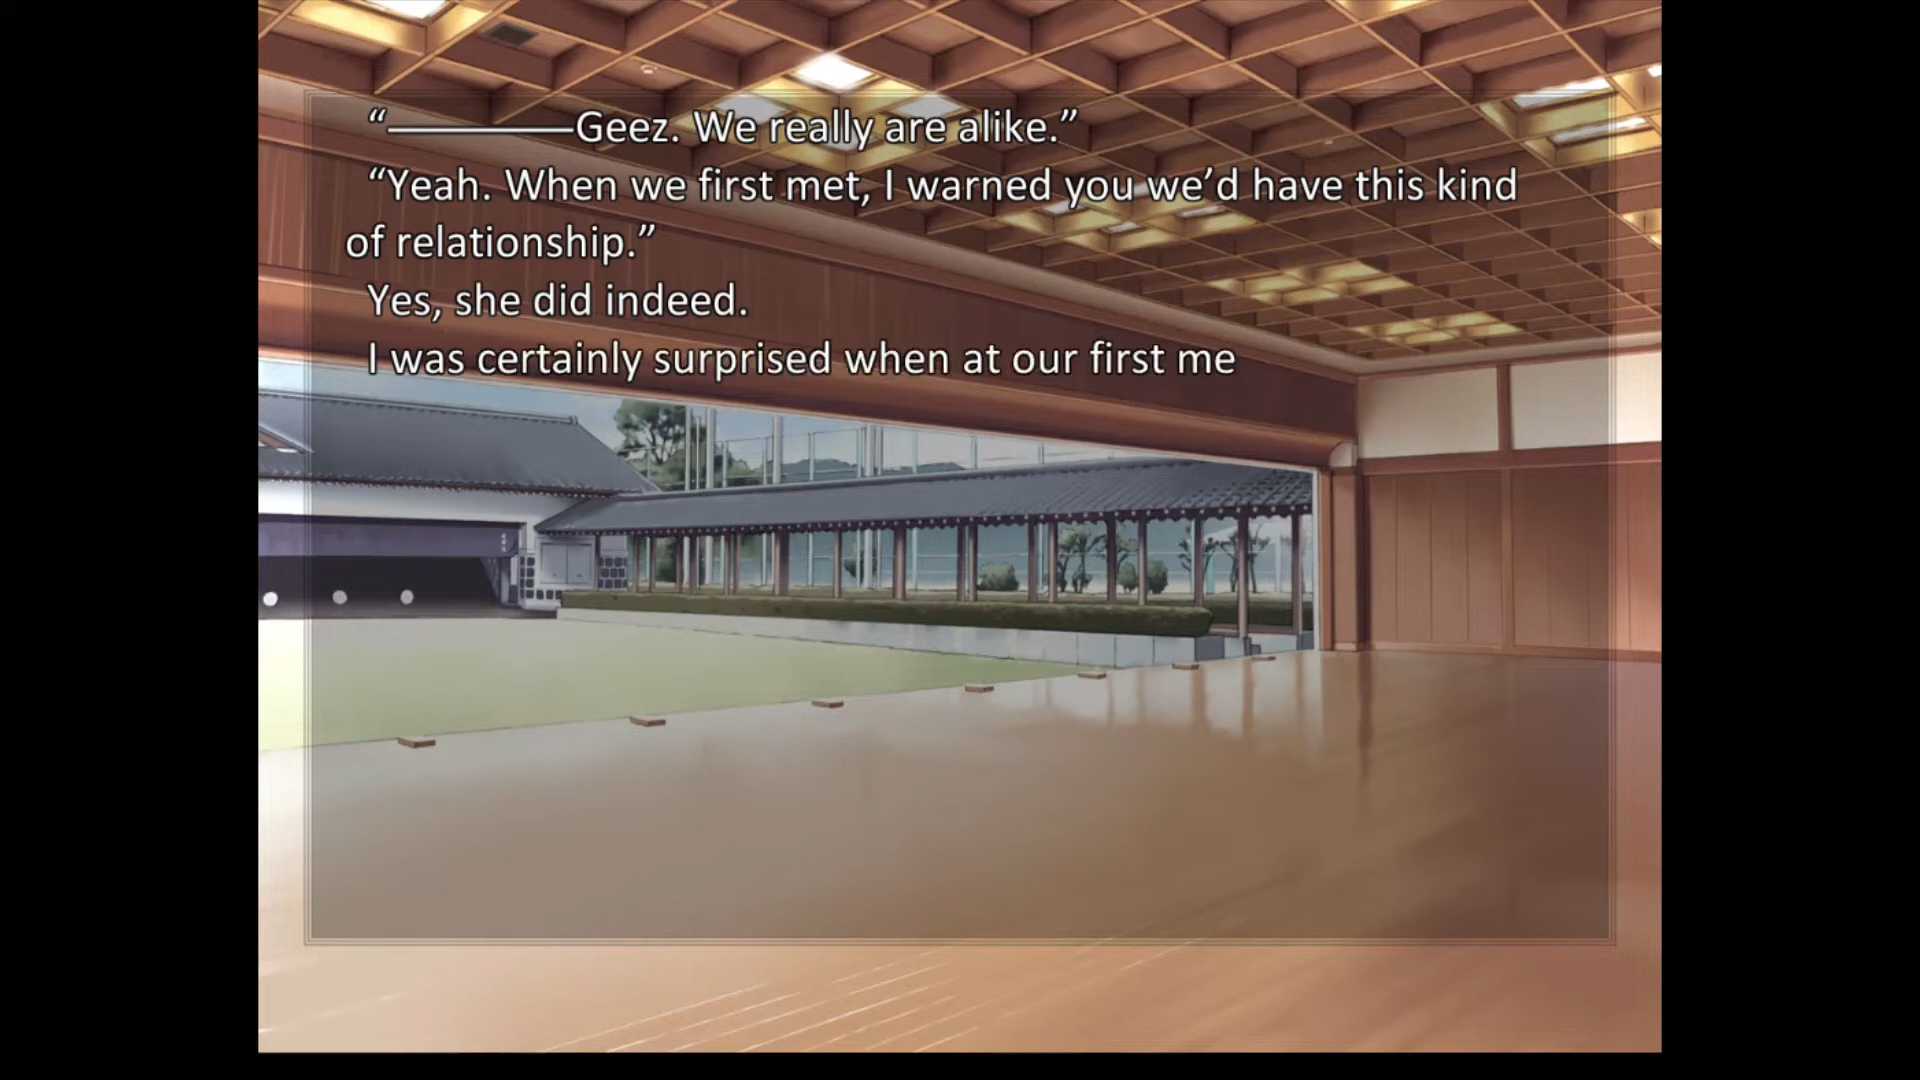 “————Geez. We really are alike.”
“Yeah. When we first met, I warned you we’d have this kind
of relationship.”
Yes, she did indeed.
I was certainly surprised when at our first me